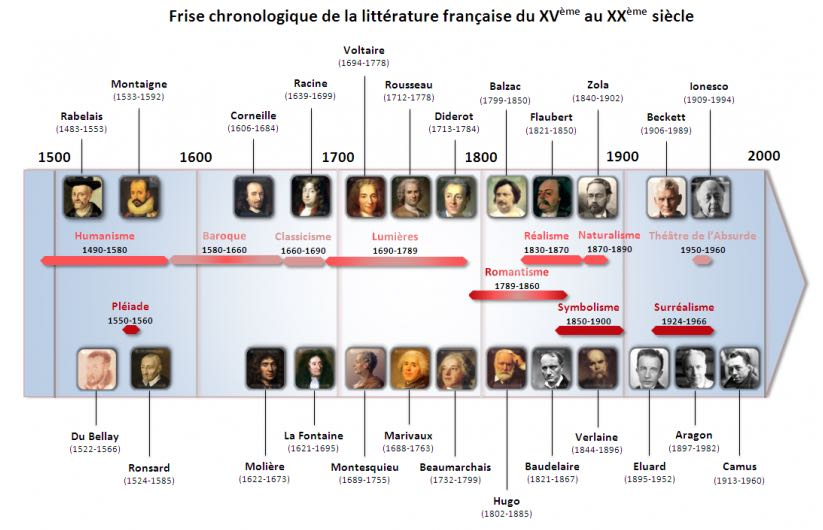 Frise chronologique de la littérature française du XVème au XXème siècle
Voltaire
(1694-1778)
Montaigne
(1533-1592)
Racine
(1639-1699)
Rousseau
(1712-1778)
Balzac
(1799-1850)
Zola
(1840-1902)
Ionesco
(1909-1994)
Rabelais
(1483-1553)
Corneille
(1606-1684)
Diderot
(1713-1784)
Flaubert
(1821-1850)
Beckett
(1906-1989)
1500 1600 1700 1800 1900 2000
Humanisme
1490-1580
Baroque
1580-1660
Classicisme
1660-1690
Lumières
1690-1789
Réalisme
1830-1870
Naturalisme
1870-1890
Théâtre de l'Absurde
1950-1960
Romantisme
1789-1860
Pléiade
1550-1560
Symbolisme
1850-1900
Surréalisme
1924-1966
Du Bellay
(1522-1566)
La Fontaine
(1621-1695)
Marivaux
(1688-1763)
Verlaine
(1844-1896)
Aragon
(1897-1982)
Ronsard
(1524-1585)
Molière
(1622-1673)
Montesquieu
(1689-1755)
Beaumarchais
(1732-1799)
Baudelaire
(1821-1867)
Eluard
(1895-1952)
Camus
(1913-1960)
Hugo
(1802-1885)